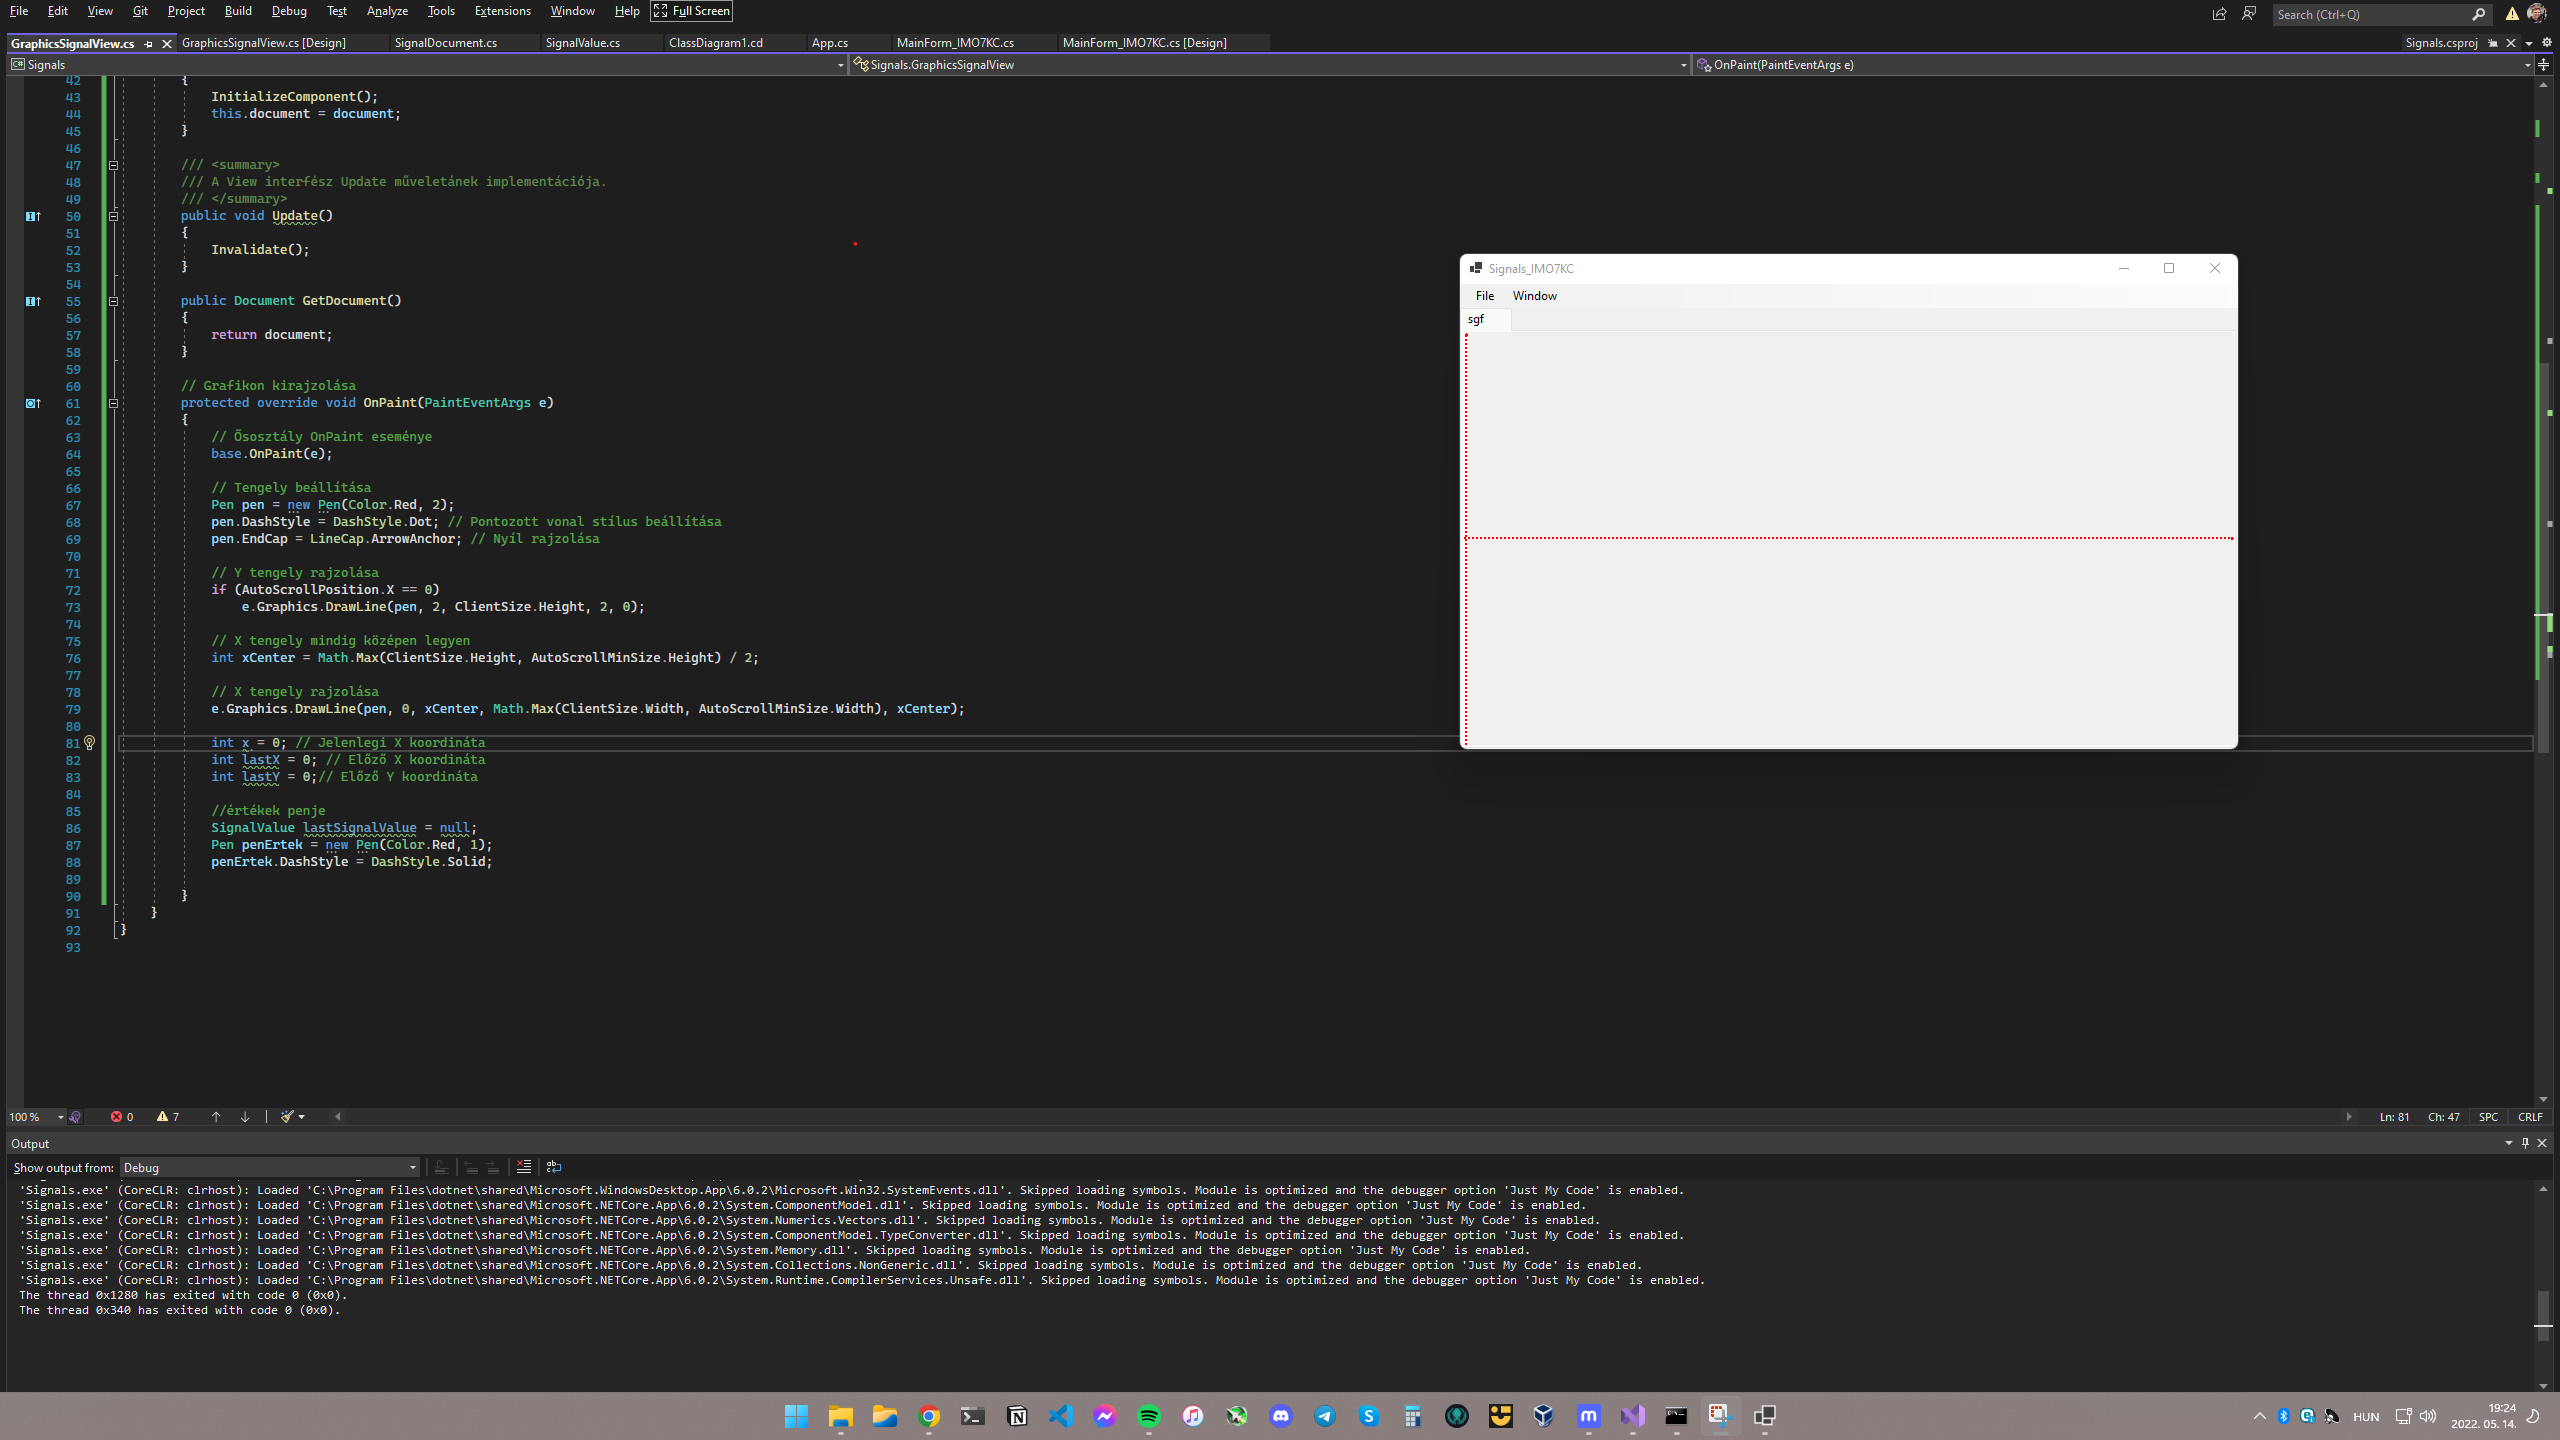 File Edit View Git Project Build Debug Test Analyze Tools Extensions Window Help Full Screen Search (Ctrl+Q)
GraphicsSignalView.cs GraphicsSignalView.cs [Design] SignalDocument.cs SignalValue.cs ClassDiagram1.cd App.cs MainForm_IMO7KC.cs MainForm_IMO7KC.cs [Design] Signals.csproj
Signals Signals.GraphicsSignalView OnPaint(PaintEventArgs e)
42 {
43 InitializeComponent();
44 this.document = document;
45 }
46
47 /// <summary>
48 /// A View interfész Update műveletának implementációja.
49 /// </summary>
50 public void Update()
51 {
52 Invalidate();
53 }
54
55 public Document GetDocument()
56 {
57 return document;
58 }
59
60 // Grafikon kirajzolása
61 protected override void OnPaint(PaintEventArgs e)
62 {
63 // Ősosztály OnPaint eseménye
64 base.OnPaint(e);
65
66 // Tengely beállítása
67 Pen pen = new Pen(Color.Red, 2);
68 pen.DashStyle = DashStyle.Dot; // Pontozott vonal stílus beállítása
69 pen.EndCap = LineCap.ArrowAnchor; // Nyíl rajzolása
70
71 // Y tengely rajzolása
72 if (AutoScrollPosition.X == 0)
73 e.Graphics.DrawLine(pen, 2, ClientSize.Height, 2, 0);
74
75 // X tengely mindig középen legyen
76 int xCenter = Math.Max(ClientSize.Height, AutoScrollMinSize.Height) / 2;
77
78 // X tengely rajzolása
79 e.Graphics.DrawLine(pen, 0, xCenter, Math.Max(ClientSize.Width, AutoScrollMinSize.Width), xCenter);
80
81 int x = 0; // Jelenlegi X koordináta
82 int lastX = 0; // Előző X koordináta
83 int lastY = 0;// Előző Y koordináta
84
85 //értékek penje
86 SignalValue lastSignalValue = null;
87 Pen penErtek = new Pen(Color.Red, 1);
88 penErtek.DashStyle = DashStyle.Solid;
89
90 }
91 }
92 }
93
Signals_IMO7KC
File Window
sgf
100 % 0 7 Ln: 81 Ch: 47 SPC CRLF
Output
Show output from: Debug
'Signals.exe' (CoreCLR: clrhost): Loaded 'C:\Program Files\dotnet\shared\Microsoft.WindowsDesktop.App\6.0.2\Microsoft.Win32.SystemEvents.dll'. Skipped loading symbols. Module is optimized and the debugger option 'Just My Code' is enabled.
'Signals.exe' (CoreCLR: clrhost): Loaded 'C:\Program Files\dotnet\shared\Microsoft.NETCore.App\6.0.2\System.ComponentModel.dll'. Skipped loading symbols. Module is optimized and the debugger option 'Just My Code' is enabled.
'Signals.exe' (CoreCLR: clrhost): Loaded 'C:\Program Files\dotnet\shared\Microsoft.NETCore.App\6.0.2\System.Numerics.Vectors.dll'. Skipped loading symbols. Module is optimized and the debugger option 'Just My Code' is enabled.
'Signals.exe' (CoreCLR: clrhost): Loaded 'C:\Program Files\dotnet\shared\Microsoft.NETCore.App\6.0.2\System.ComponentModel.TypeConverter.dll'. Skipped loading symbols. Module is optimized and the debugger option 'Just My Code' is enabled.
'Signals.exe' (CoreCLR: clrhost): Loaded 'C:\Program Files\dotnet\shared\Microsoft.NETCore.App\6.0.2\System.Memory.dll'. Skipped loading symbols. Module is optimized and the debugger option 'Just My Code' is enabled.
'Signals.exe' (CoreCLR: clrhost): Loaded 'C:\Program Files\dotnet\shared\Microsoft.NETCore.App\6.0.2\System.Collections.NonGeneric.dll'. Skipped loading symbols. Module is optimized and the debugger option 'Just My Code' is enabled.
'Signals.exe' (CoreCLR: clrhost): Loaded 'C:\Program Files\dotnet\shared\Microsoft.NETCore.App\6.0.2\System.Runtime.CompilerServices.Unsafe.dll'. Skipped loading symbols. Module is optimized and the debugger option 'Just My Code' is enabled.
The thread 0x1280 has exited with code 0 (0x0).
The thread 0x340 has exited with code 0 (0x0).
HUN 19:24
2022. 05. 14.